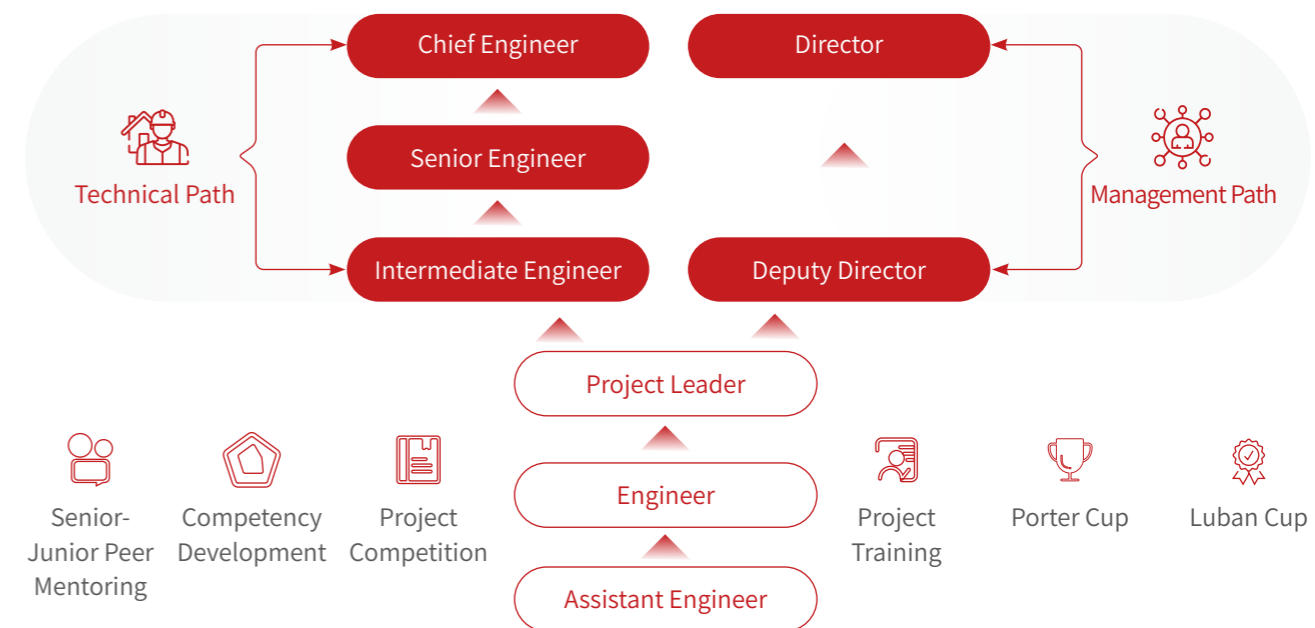 Chief Engineer
Director
Senior Engineer
Technical Path
Management Path
Intermediate Engineer
Deputy Director
Project Leader
Engineer
Assistant Engineer
Senior-
Junior Peer
Mentoring
Competency
Development
Project
Competition
Project
Training
Porter Cup
Luban Cup